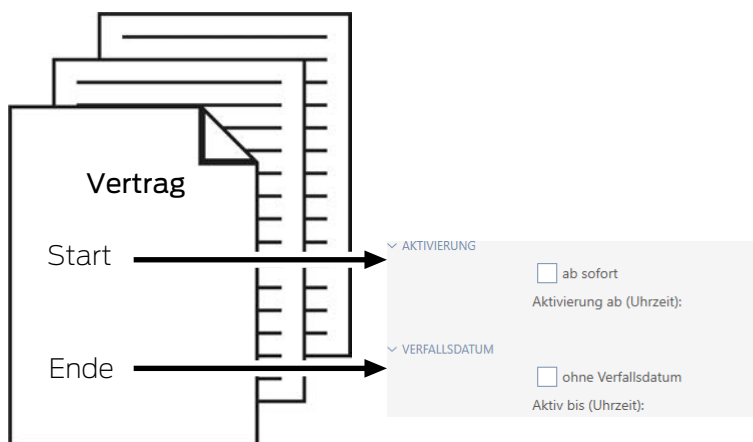 Vertrag
Start
Ende
AKTIVIERUNG
ab sofort
Aktivierung ab (Uhrzeit):
VERFALLSDATUM
ohne Verfallsdatum
Aktiv bis (Uhrzeit):